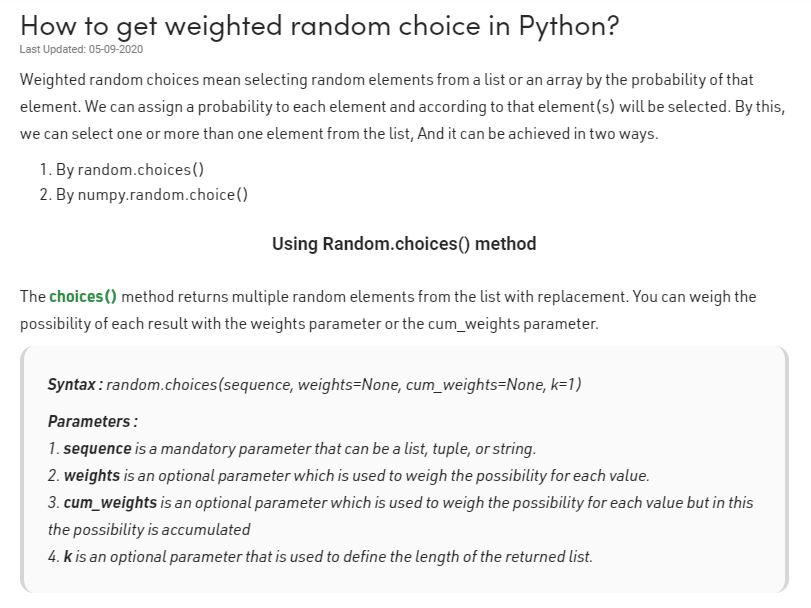 How to get weighted random choice in Python?
Last Updated: 05-09-2020
Weighted random choices mean selecting random elements from a list or an array by the probability of that
element. We can assign a probability to each element and according to that element(s) will be selected. By this,
we can select one or more than one element from the list, And it can be achieved in two ways.
1. By random.choices()
2. By numpy.random.choice()
Using Random.choices() method
The choices() method returns multiple random elements from the list with replacement. You can weigh the
possibility of each result with the weights parameter or the cum_weights parameter.
Syntax : random.choices(sequence, weights=None, cum_weights=None, k=1)
Parameters :
1. sequence is a mandatory parameter that can be a list, tuple, or string.
2. weights is an optional parameter which is used to weigh the possibility for each value.
3. cum_weights is an optional parameter which is used to weigh the possibility for each value but in this
the possibility is accumulated
4. k is an optional parameter that is used to define the length of the returned list.